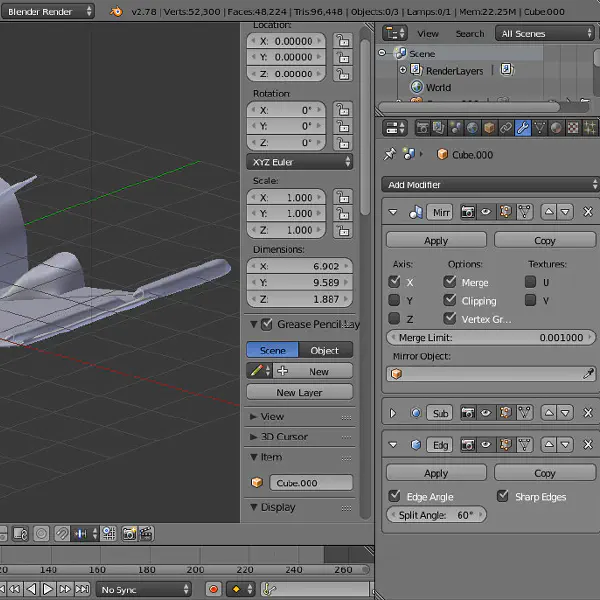 Blender Render
v2.78 | Verts:52,300 | Faces:48,224 | Tris:96,448 | Objects:0/3 | Lamps:0/1 | Mem:22.25M | Cube.000
Location:
X: 0.00000
Y: 0.00000
Z: 0.00000
Rotation:
X: 0°
Y: 0°
Z: 0°
XYZ Euler
Scale:
X: 1.000
Y: 1.000
Z: 1.000
Dimensions:
X: 6.902
Y: 9.589
Z: 1.887
Grease Pencil Lay
Scene Object
New
New Layer
View
3D Cursor
Item
Cube.000
Display
View Search All Scenes
Scene
RenderLayers
World
Cube.000
Add Modifier
Mirr
Apply Copy
Axis: Options: Textures:
X Merge U
Y Clipping V
Z Vertex Gr...
Merge Limit: 0.001000
Mirror Object:
Sub
Edg
Apply Copy
Edge Angle Sharp Edges
Split Angle: 60°
20 140 160 180 200 220 240 260
No Sync